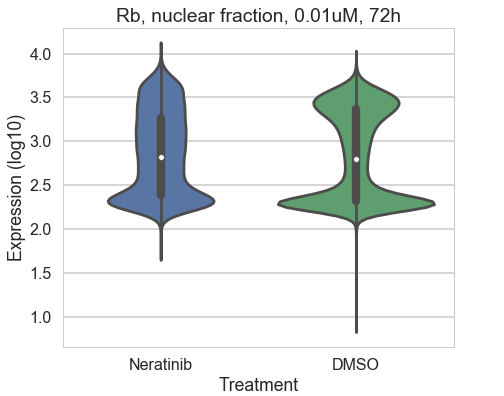 Rb, nuclear fraction, 0.01uM, 72h
Expression (log10)
4.0
3.5
3.0
2.5
2.0
1.5
1.0
Neratinib
DMSO
Treatment